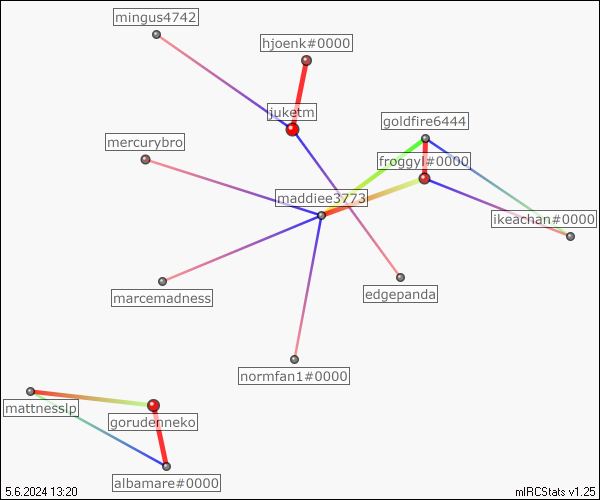 mingus4742
hjoenk#0000
juketm
goldfire6444
mercurybro
froggyl#0000
maddiee3773
ikeachan#0000
marcemadness
edgepanda
normfan1#0000
mattnesslp
gorudenneko
albamare#0000
5.6.2024 13:20
mIRCStats v1.25